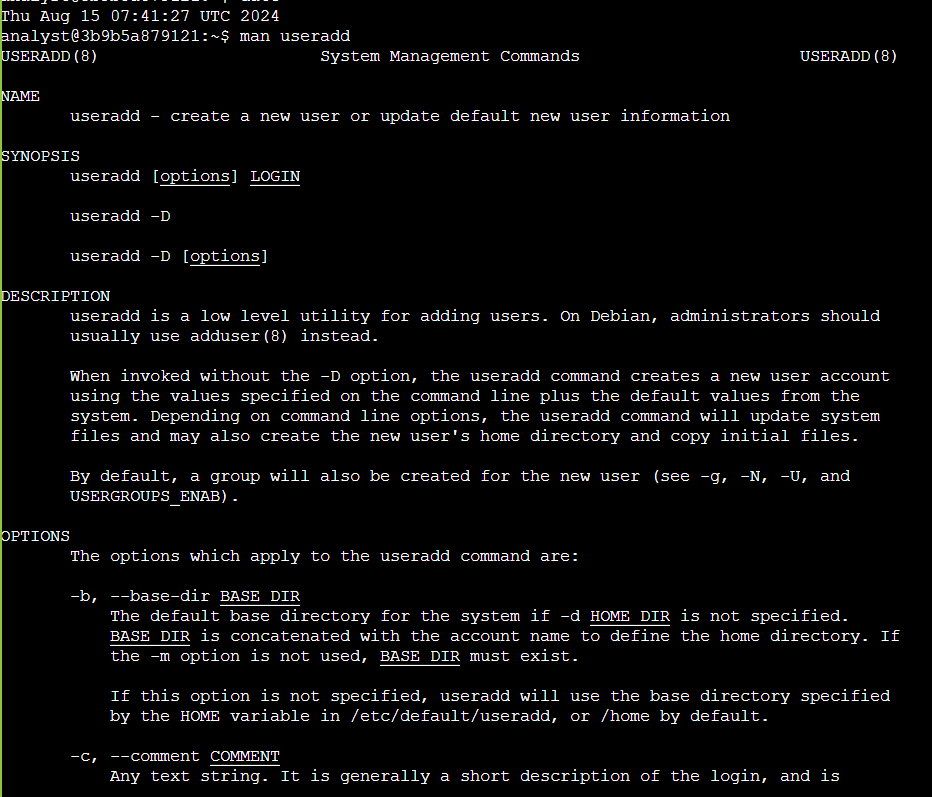 Thu Aug 15 07:41:27 UTC 2024
analyst@3b9b5a879121:~$ man useradd
USERADD(8) System Management Commands USERADD(8)
NAME
useradd - create a new user or update default new user information
SYNOPSIS
useradd [options] LOGIN
useradd -D
useradd -D [options]
DESCRIPTION
useradd is a low level utility for adding users. On Debian, administrators should
usually use adduser(8) instead.
When invoked without the -D option, the useradd command creates a new user account
using the values specified on the command line plus the default values from the
system. Depending on command line options, the useradd command will update system
files and may also create the new user's home directory and copy initial files.
By default, a group will also be created for the new user (see -g, -N, -U, and
USERGROUPS_ENAB).
OPTIONS
The options which apply to the useradd command are:
-b, --base-dir BASE_DIR
The default base directory for the system if -d HOME_DIR is not specified.
BASE_DIR is concatenated with the account name to define the home directory. If
the -m option is not used, BASE_DIR must exist.
If this option is not specified, useradd will use the base directory specified
by the HOME variable in /etc/default/useradd, or /home by default.
-c, --comment COMMENT
Any text string. It is generally a short description of the login, and is